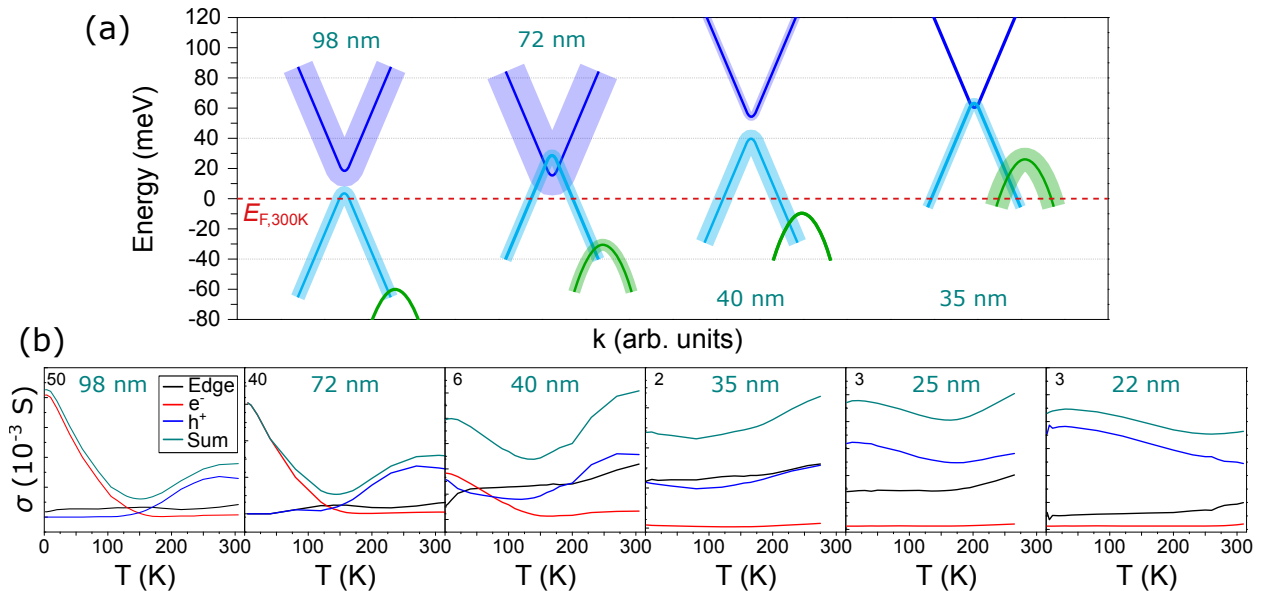 (a)
120
100
80
60
40
20
0
-20
-40
-60
-80
Energy (meV)
98 nm
72 nm
40 nm
35 nm
E_F,300K
k (arb. units)
(b)
50
98 nm
Edge
e⁻
h⁺
Sum
40
72 nm
6
40 nm
2
35 nm
3
25 nm
3
22 nm
σ (10⁻³ S)
0 100 200 300 100 200 300 100 200 300 100 200 300 100 200 300 100 200 300
T (K) T (K) T (K) T (K) T (K) T (K)